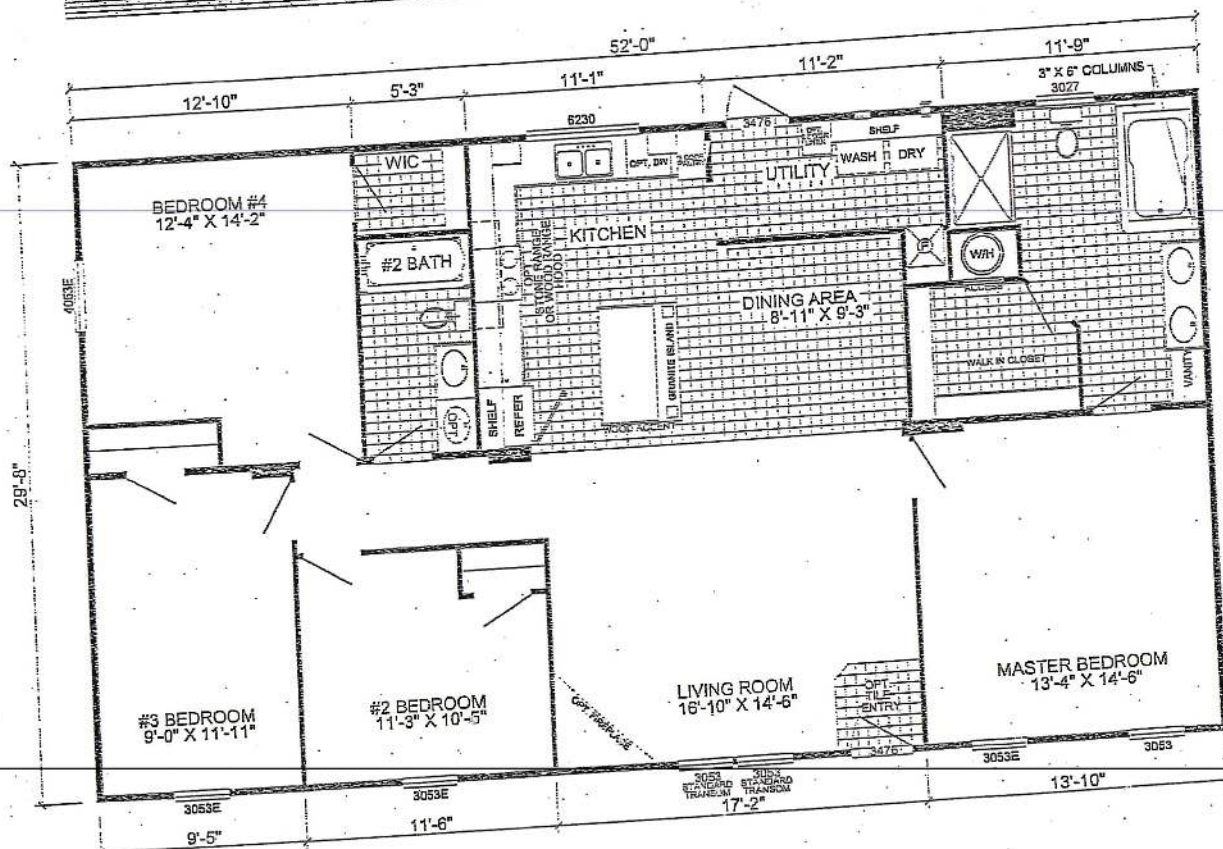 52'-0"
12'-10"
5'-3"
11'-1"
11'-2"
11'-9"
3" X 6" COLUMNS
3027
6230
3476
SHELF
WASH
DRY
UTILITY
OPT. DW
WIC
BEDROOM #4
12'-4" X 14'-2"
#2 BATH
KITCHEN
OPT.
STONE RANGE
OR WOOD RANGE
HOOD
F
W/H
ACCESS
DINING AREA
8'-11" X 9'-3"
GRANITE ISLAND
WOOD ACCENT
WALK IN CLOSET
VANITY
4053E
SHELF
REFER
OPT.
29'-8"
#3 BEDROOM
9'-0" X 11'-11"
#2 BEDROOM
11'-3" X 10'-5"
OPT. FIREPLACE
LIVING ROOM
16'-10" X 14'-6"
OPT.
TILE
ENTRY
MASTER BEDROOM
13'-4" X 14'-6"
3053E
3053E
3053
STANDARD
TRANSOM
3053
STANDARD
TRANSOM
3476
3053E
3053
9'-5"
11'-6"
17'-2"
13'-10"